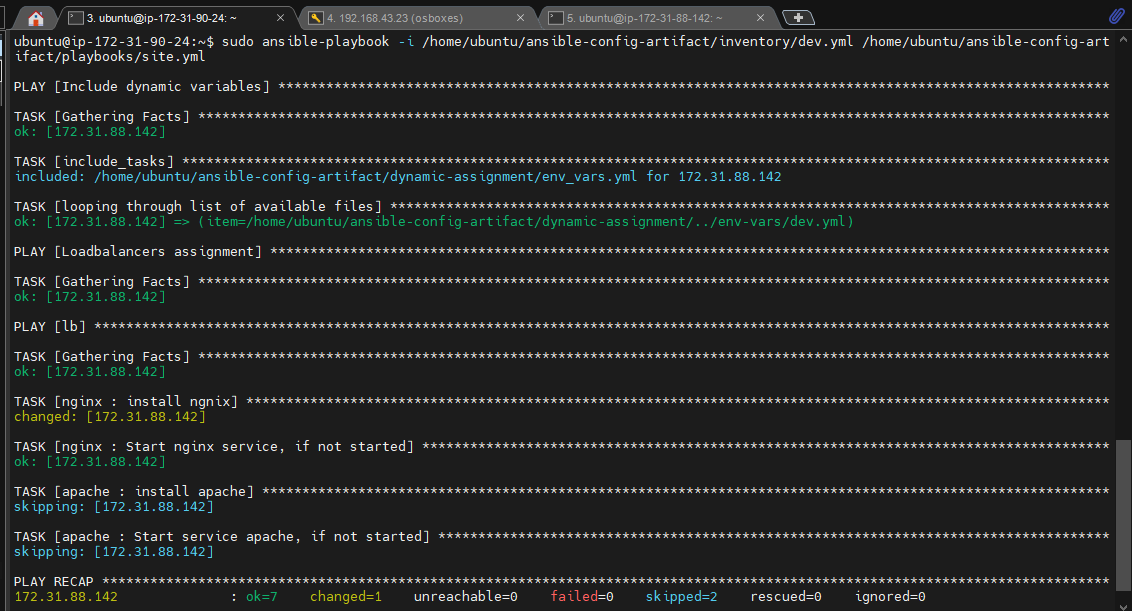 3. ubuntu@ip-172-31-90-24: ~
4. 192.168.43.23 (osboxes)
5. ubuntu@ip-172-31-88-142: ~
ubuntu@ip-172-31-90-24:~$ sudo ansible-playbook -i /home/ubuntu/ansible-config-artifact/inventory/dev.yml /home/ubuntu/ansible-config-art
ifact/playbooks/site.yml
PLAY [Include dynamic variables] ********************************************************************************************************
TASK [Gathering Facts] ******************************************************************************************************************
ok: [172.31.88.142]
TASK [include_tasks] ********************************************************************************************************************
included: /home/ubuntu/ansible-config-artifact/dynamic-assignment/env_vars.yml for 172.31.88.142
TASK [looping through list of available files] ******************************************************************************************
ok: [172.31.88.142] => (item=/home/ubuntu/ansible-config-artifact/dynamic-assignment/../env-vars/dev.yml)
PLAY [Loadbalancers assignment] *********************************************************************************************************
TASK [Gathering Facts] ******************************************************************************************************************
ok: [172.31.88.142]
PLAY [lb] *******************************************************************************************************************************
TASK [Gathering Facts] ******************************************************************************************************************
ok: [172.31.88.142]
TASK [nginx : install ngnix] ************************************************************************************************************
changed: [172.31.88.142]
TASK [nginx : Start nginx service, if not started] **************************************************************************************
ok: [172.31.88.142]
TASK [apache : install apache] **********************************************************************************************************
skipping: [172.31.88.142]
TASK [apache : Start service apache, if not started] ************************************************************************************
skipping: [172.31.88.142]
PLAY RECAP ******************************************************************************************************************************
172.31.88.142              : ok=7    changed=1    unreachable=0    failed=0    skipped=2    rescued=0    ignored=0